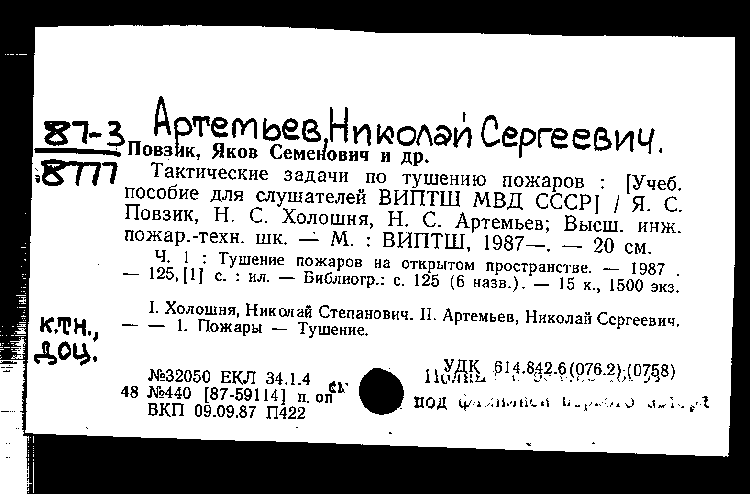 Артемьев, Николай Сергеевич.
87-3
8777
Повзик, Яков Семенович и др.
Тактические задачи по тушению пожаров : [Учеб.
пособие для слушателей ВИПТШ МВД СССР] / Я. С.
Повзик, Н. С. Холошня, Н. С. Артемьев; Высш. инж.
пожар.-техн. шк. — М. : ВИПТШ, 1987—. — 20 см.
Ч. 1 : Тушение пожаров на открытом пространстве. — 1987 .
— 125,[1] с. : ил. — Библиогр.: с. 125 (6 назв.). — 15 к., 1500 экз.
I. Холошня, Николай Степанович. II. Артемьев, Николай Сергеевич.
— — 1. Пожары — Тушение.
к.т.н.,
доц.
УДК 614.842.6(076.2):(0758)
№32050 ЕКЛ 34.1.4
48 №440 [87-59114] п. оп
ВКП 09.09.87 П422
под